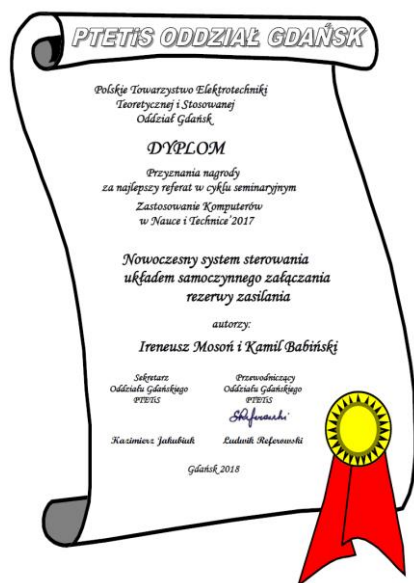 PTETiS ODDZIAŁ GDAŃSK
Polskie Towarzystwo Elektrotechniki
Teoretycznej i Stosowanej
Oddział Gdańsk
DYPLOM
Przyznania nagrody
za najlepszy referat w cyklu seminaryjnym
Zastosowanie Komputerów
w Nauce i Technice'2017
Nowoczesny system sterowania
układem samoczynnego załączania
rezerwy zasilania
autorzy:
Ireneusz Mosoń i Kamil Babiński
Sekretarz
Oddziału Gdańskiego
PTETiS
Przewodniczący
Oddziału Gdańskiego
PTETiS
SReferowski
Kazimierz Jakubiuk
Ludwik Referowski
Gdańsk 2018